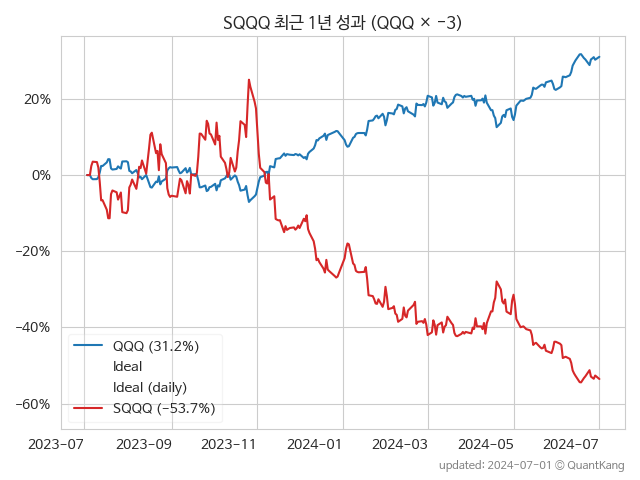 SQQQ 최근 1년 성과 (QQQ × −3)
20%
0%
−20%
−40%
−60%
QQQ (31.2%)
Ideal
Ideal (daily)
SQQQ (−53.7%)
2023-07
2023-09
2023-11
2024-01
2024-03
2024-05
2024-07
updated: 2024-07-01 © QuantKang